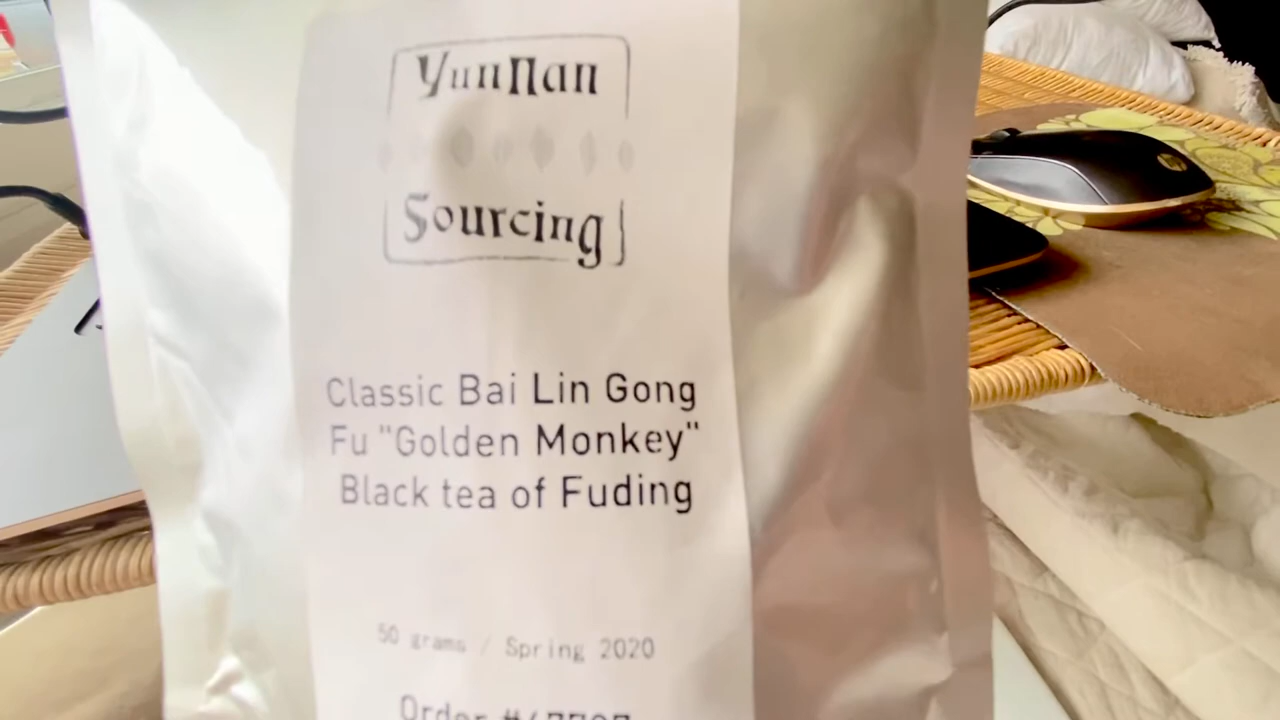 Yunnan
Sourcing
Classic Bai Lin Gong
Fu "Golden Monkey"
Black tea of Fuding
50 grams / Spring 2020
Order